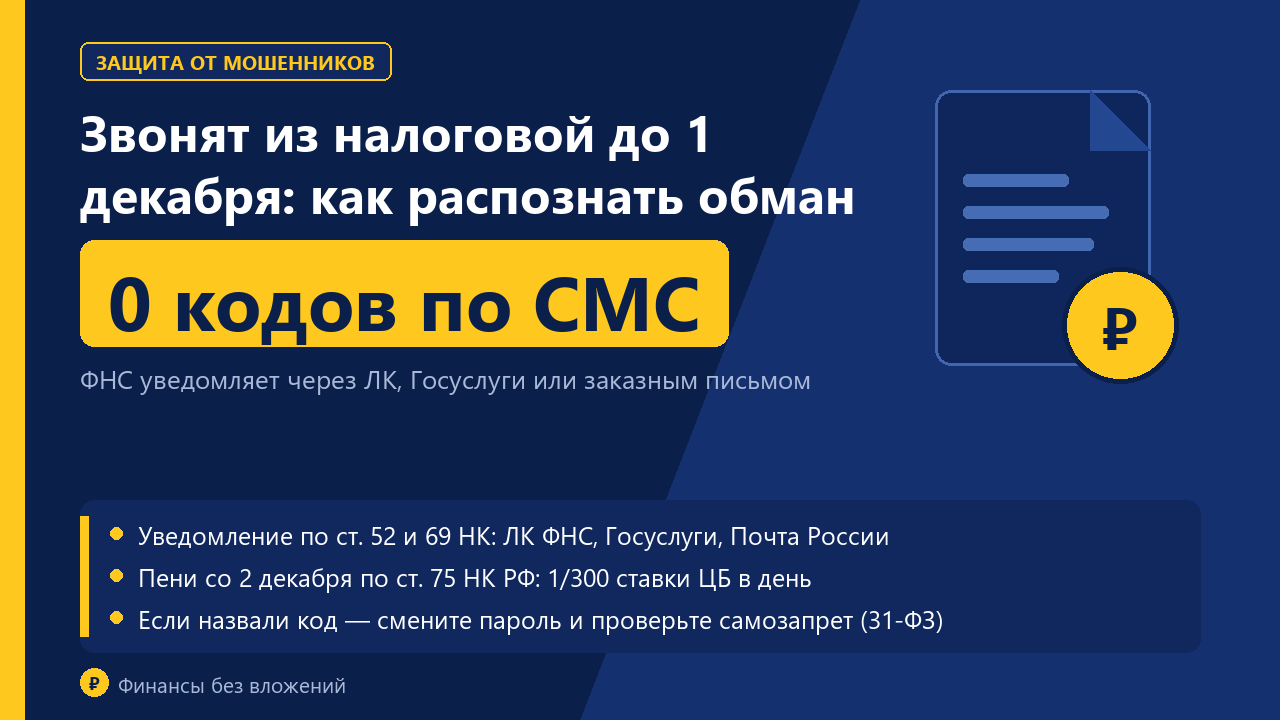 ЗАЩИТА ОТ МОШЕННИКОВ
Звонят из налоговой до 1
декабря: как распознать обман
0 кодов по СМС
ФНС уведомляет через ЛК, Госуслуги или заказным письмом
₽
Уведомление по ст. 52 и 69 НК: ЛК ФНС, Госуслуги, Почта России
Пени со 2 декабря по ст. 75 НК РФ: 1/300 ставки ЦБ в день
Если назвали код — смените пароль и проверьте самозапрет (31-ФЗ)
₽ Финансы без вложений